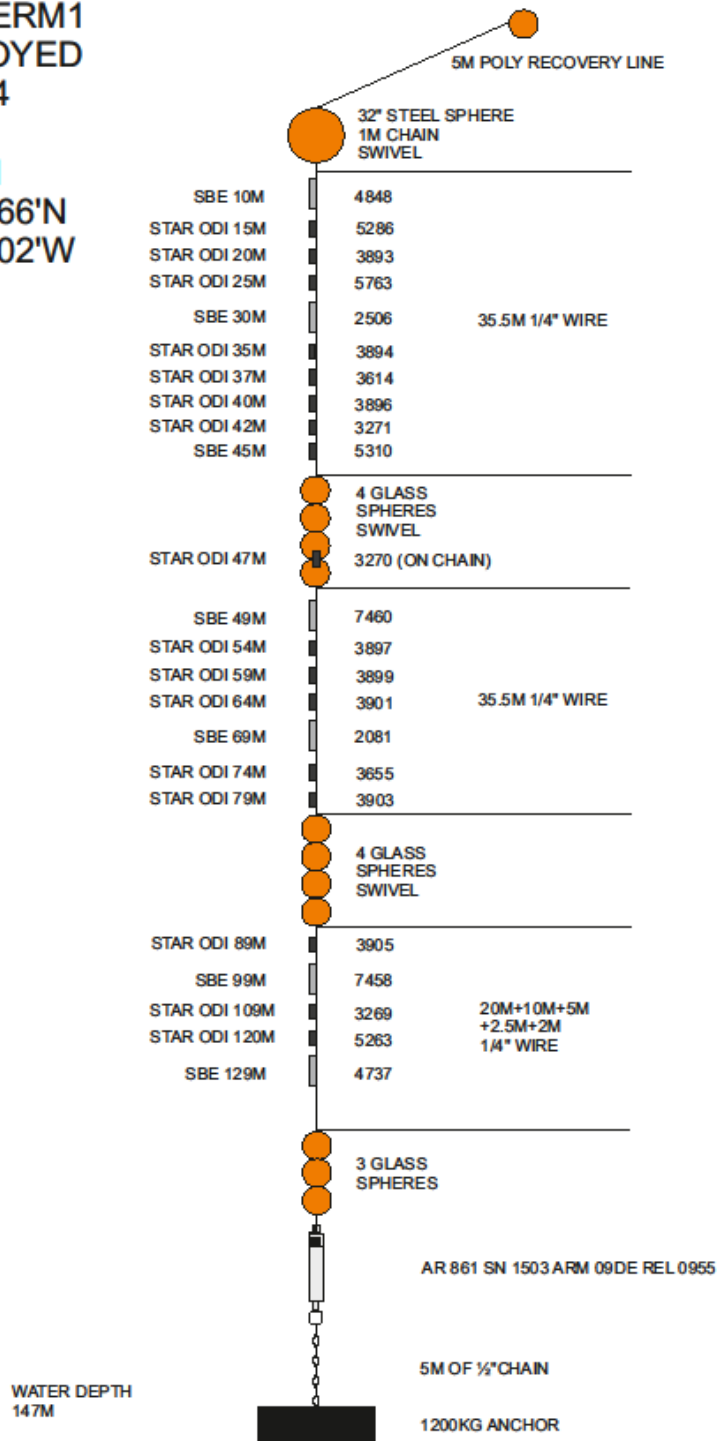 ERM1
OYED
4
66'N
02'W
5M POLY RECOVERY LINE
32" STEEL SPHERE
1M CHAIN
SWIVEL
SBE 10M 4848
STAR ODI 15M 5286
STAR ODI 20M 3893
STAR ODI 25M 5763
SBE 30M 2506 35.5M 1/4" WIRE
STAR ODI 35M 3894
STAR ODI 37M 3614
STAR ODI 40M 3896
STAR ODI 42M 3271
SBE 45M 5310
4 GLASS
SPHERES
SWIVEL
STAR ODI 47M 3270 (ON CHAIN)
SBE 49M 7460
STAR ODI 54M 3897
STAR ODI 59M 3899
STAR ODI 64M 3901 35.5M 1/4" WIRE
SBE 69M 2081
STAR ODI 74M 3655
STAR ODI 79M 3903
4 GLASS
SPHERES
SWIVEL
STAR ODI 89M 3905
SBE 99M 7458
STAR ODI 109M 3269 20M+10M+5M
+2.5M+2M
STAR ODI 120M 5263 1/4" WIRE
SBE 129M 4737
3 GLASS
SPHERES
AR 861 SN 1503 ARM 09DE REL 0955
5M OF ½"CHAIN
WATER DEPTH
147M
1200KG ANCHOR